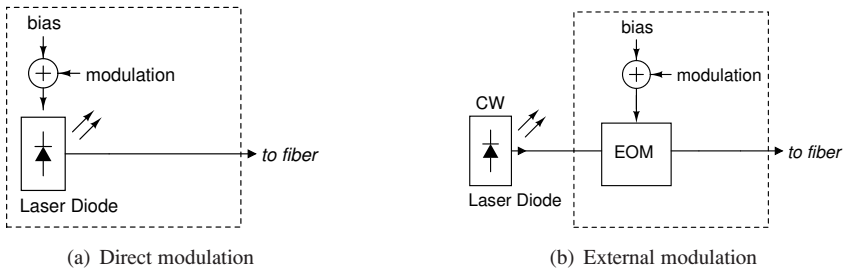 bias
+
modulation
to fiber
Laser Diode
(a) Direct modulation
bias
+
modulation
CW
EOM
to fiber
Laser Diode
(b) External modulation